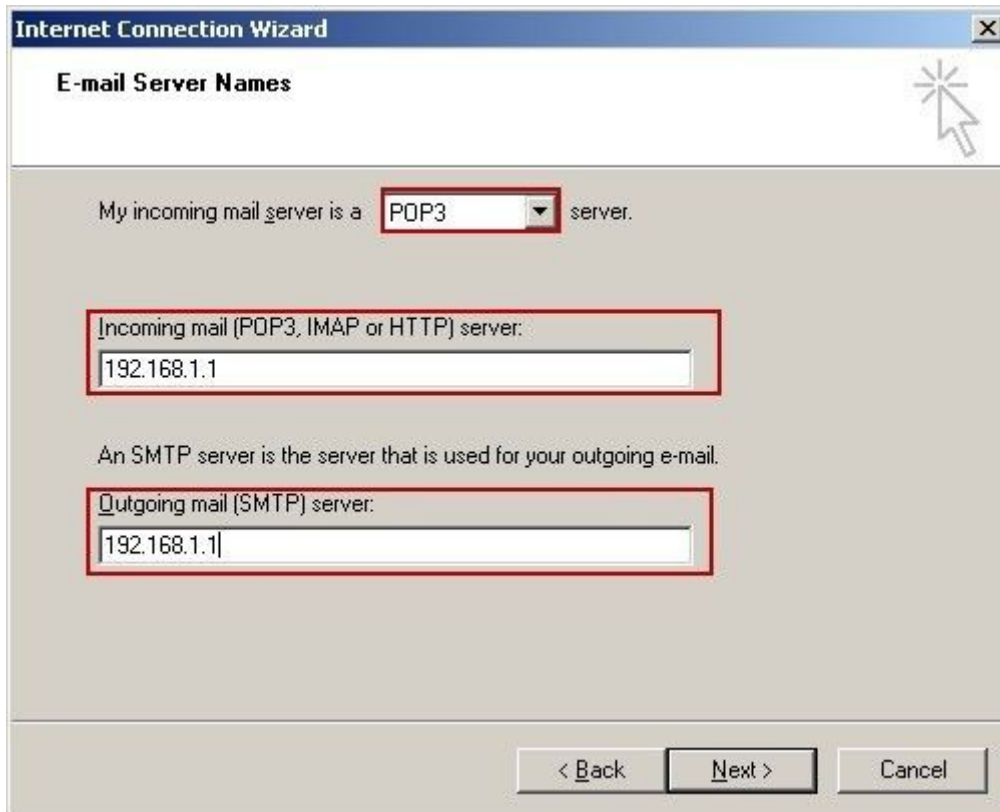 Internet Connection Wizard
E-mail Server Names
My incoming mail server is a POP3 server.
Incoming mail (POP3, IMAP or HTTP) server:
192.168.1.1
An SMTP server is the server that is used for your outgoing e-mail.
Outgoing mail (SMTP) server:
192.168.1.1
< Back Next > Cancel